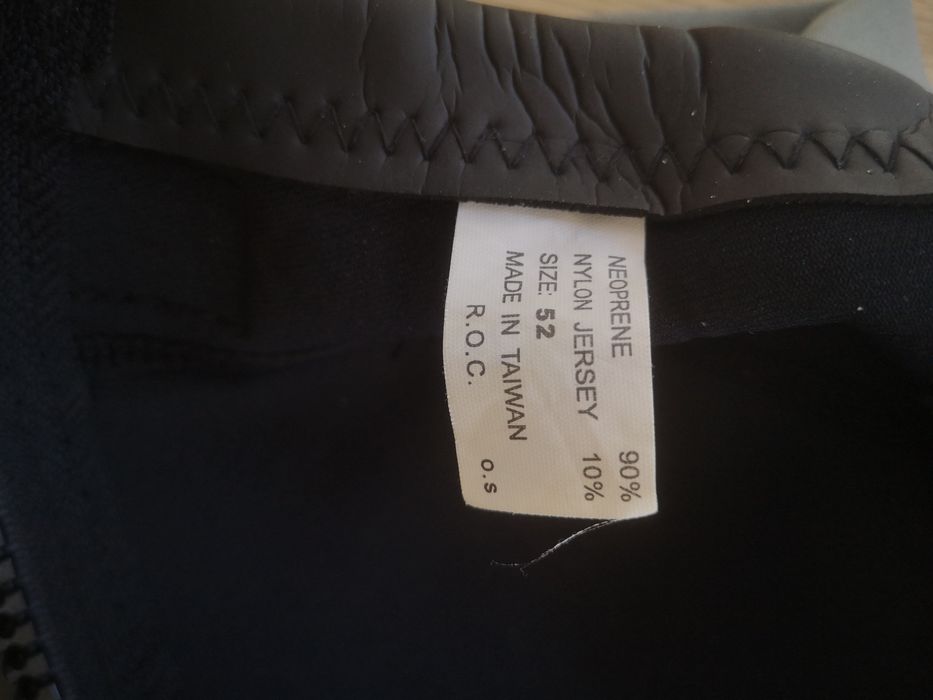 NEOPRENE 90%
NYLON JERSEY 10%
SIZE: 52
MADE IN TAIWAN
R.O.C. o.s